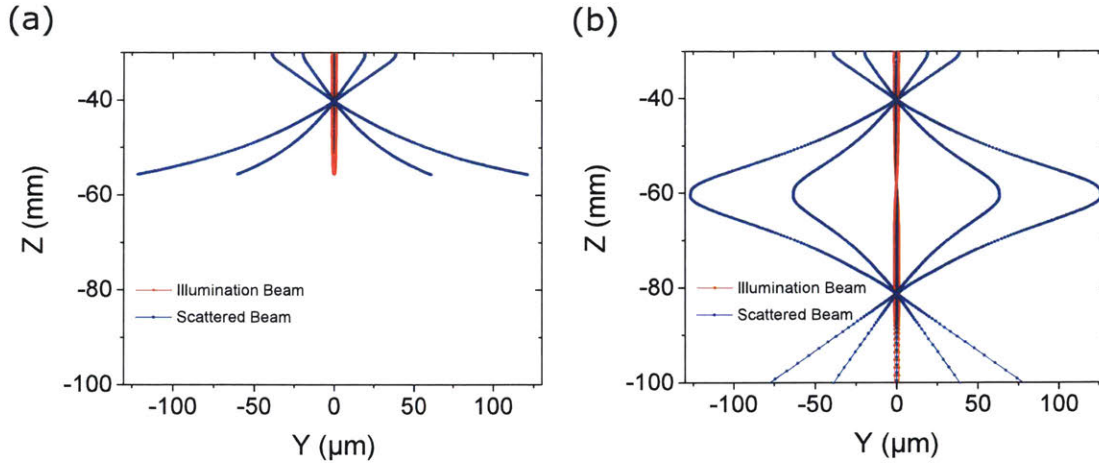 (a)
-40
-60
-80
-100
Z (mm)
Illumination Beam
Scattered Beam
-100
-50
0
50
100
Y (µm)
(b)
-40
-60
-80
-100
Z (mm)
Illumination Beam
Scattered Beam
-100
-50
0
50
100
Y (µm)